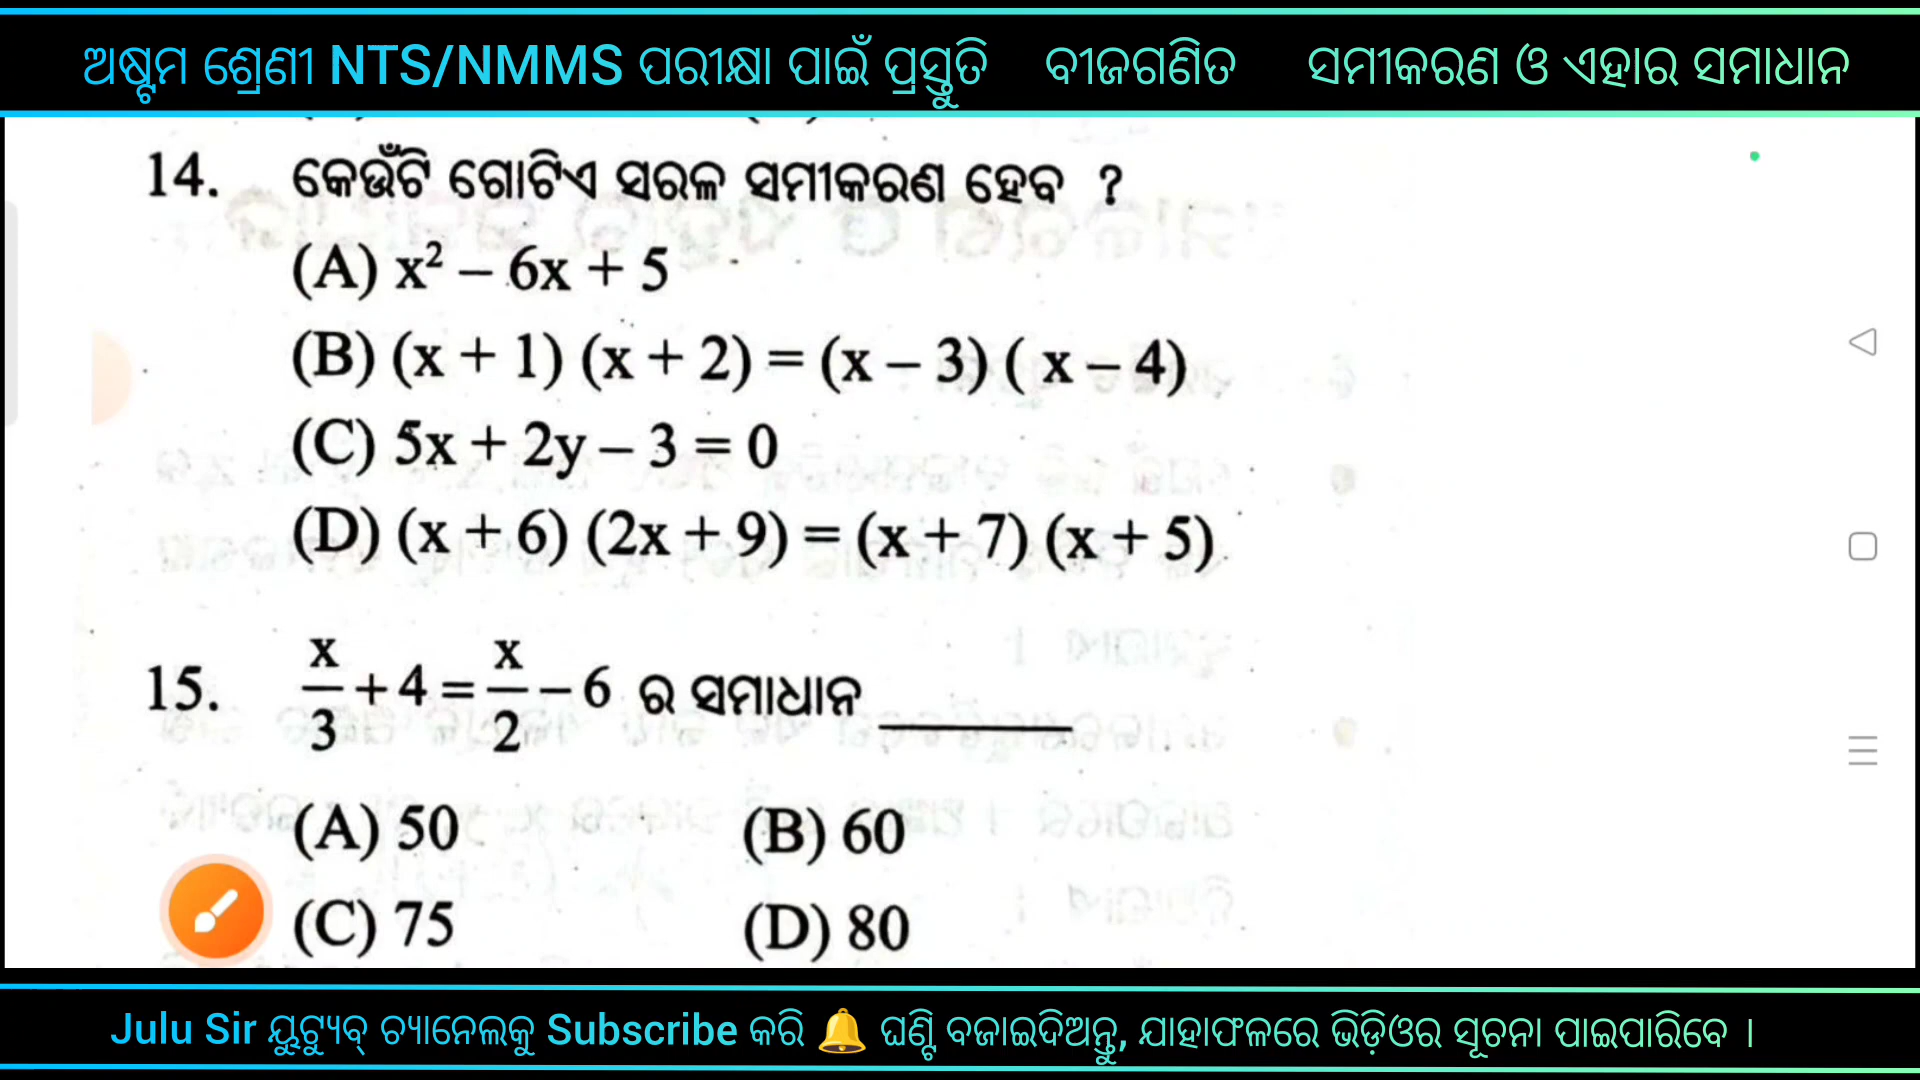 ଅଷ୍ଟମ ଶ୍ରେଣୀ NTS/NMMS ପରୀକ୍ଷା ପାଇଁ ପ୍ରସ୍ତୁତି ବୀଜଗଣିତ ସମୀକରଣ ଓ ଏହାର ସମାଧାନ
14. କେଉଁଟି ଗୋଟିଏ ସରଳ ସମୀକରଣ ହେବ ?
(A) x² – 6x + 5
(B) (x + 1) (x + 2) = (x – 3) ( x – 4)
(C) 5x + 2y – 3 = 0
(D) (x + 6) (2x + 9) = (x + 7) (x + 5)
15. x/3 + 4 = x/2 – 6 ର ସମାଧାନ ______
(A) 50 (B) 60
(C) 75 (D) 80
Julu Sir ୟୁଟ୍ୟୁବ୍ ଚ୍ୟାନେଲକୁ Subscribe କରି 🔔 ଘଣ୍ଟି ବଜାଇଦିଅନ୍ତୁ, ଯାହାଫଳରେ ଭିଡ଼ିଓର ସୂଚନା ପାଇପାରିବେ ।